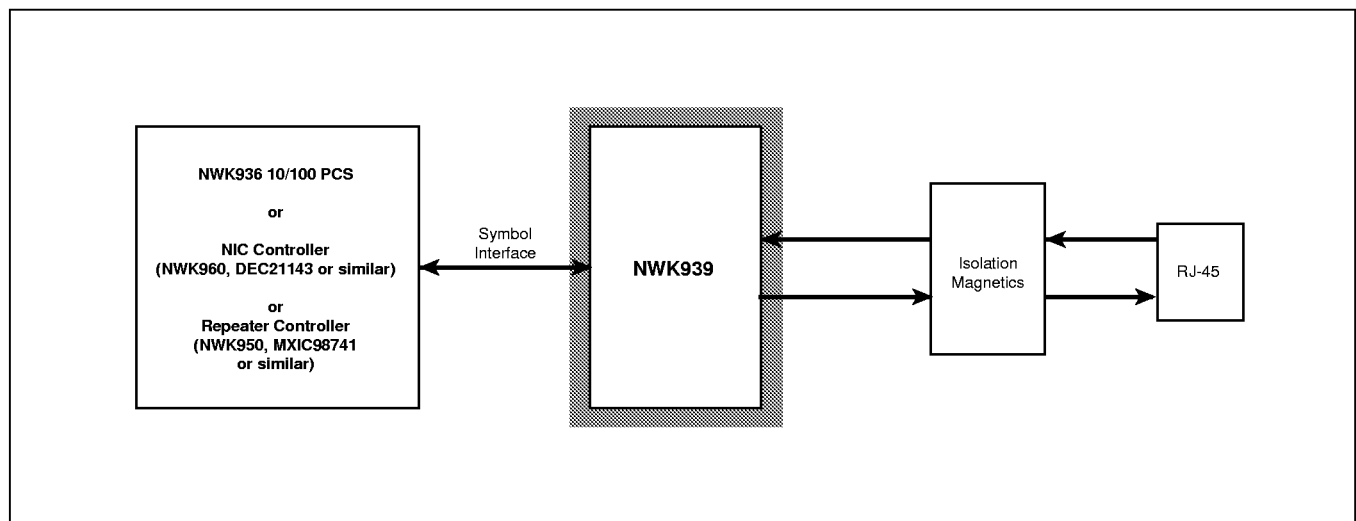 NWK936 10/100 PCS
or
NIC Controller
(NWK960, DEC21143 or similar)
or
Repeater Controller
(NWK950, MXIC98741
or similar)
Symbol
Interface
NWK939
Isolation
Magnetics
RJ-45